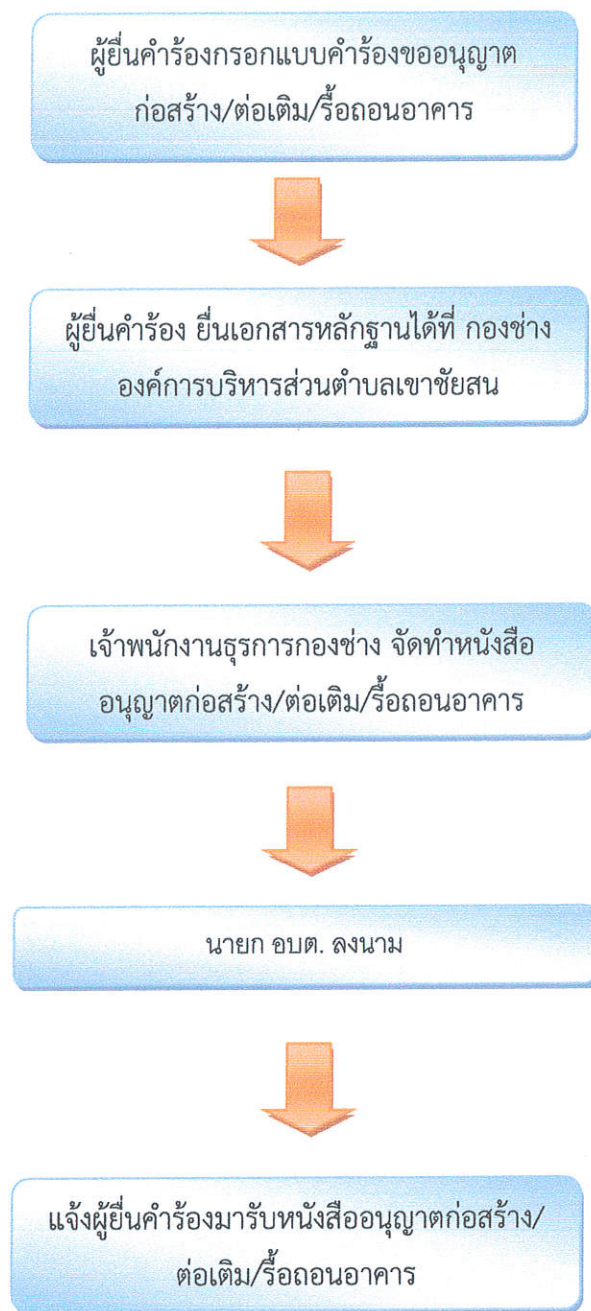 ผู้ยื่นคำร้องกรอกแบบคำร้องขออนุญาต
ก่อสร้าง/ต่อเติม/รื้อถอนอาคาร
ผู้ยื่นคำร้อง ยื่นเอกสารหลักฐานได้ที่ กองช่าง
องค์การบริหารส่วนตำบลเขาชัยสน
เจ้าพนักงานธุรการกองช่าง จัดทำหนังสือ
อนุญาตก่อสร้าง/ต่อเติม/รื้อถอนอาคาร
นายก อบต. ลงนาม
แจ้งผู้ยื่นคำร้องมารับหนังสืออนุญาตก่อสร้าง/
ต่อเติม/รื้อถอนอาคาร